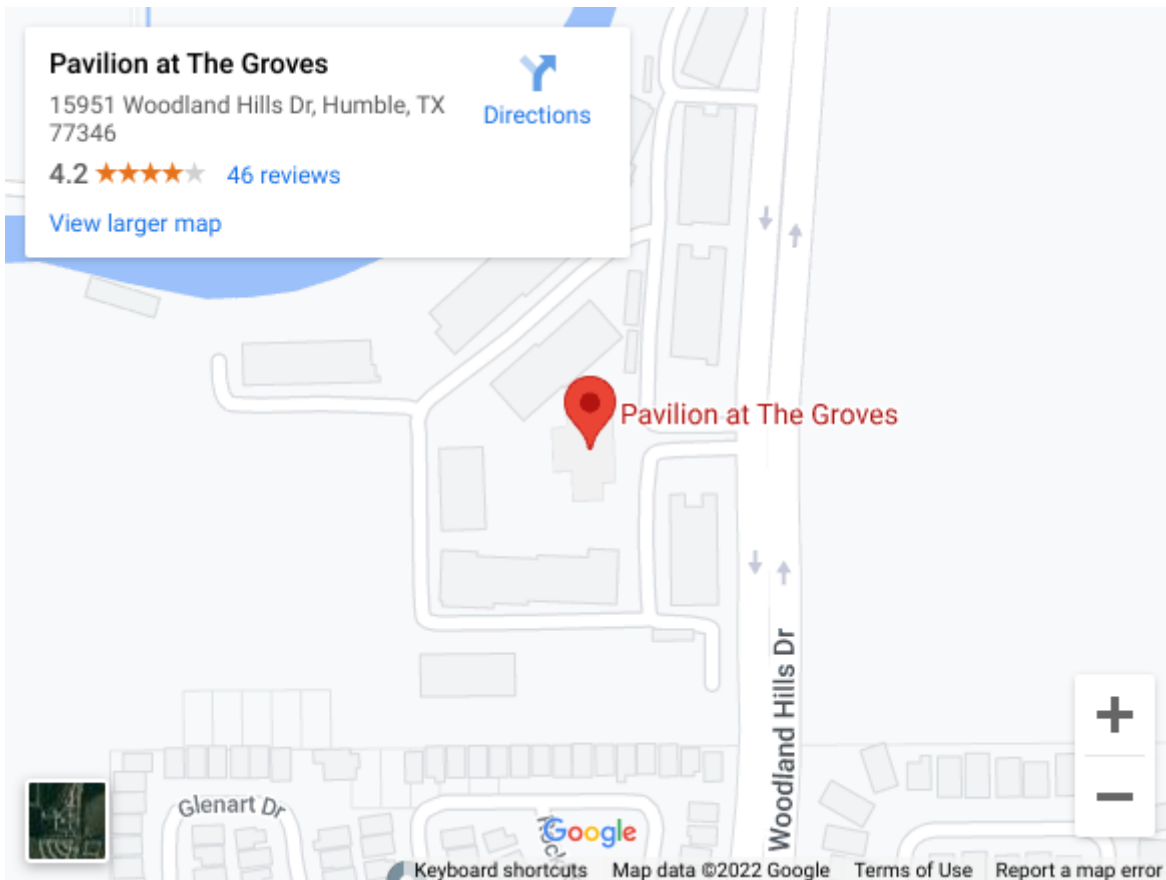 Pavilion at The Groves
15951 Woodland Hills Dr, Humble, TX
77346
Directions
4.2
46 reviews
View larger map
Pavilion at The Groves
Woodland Hills Dr
Glenart Dr
Google
Keyboard shortcuts
Map data ©2022 Google
Terms of Use
Report a map error